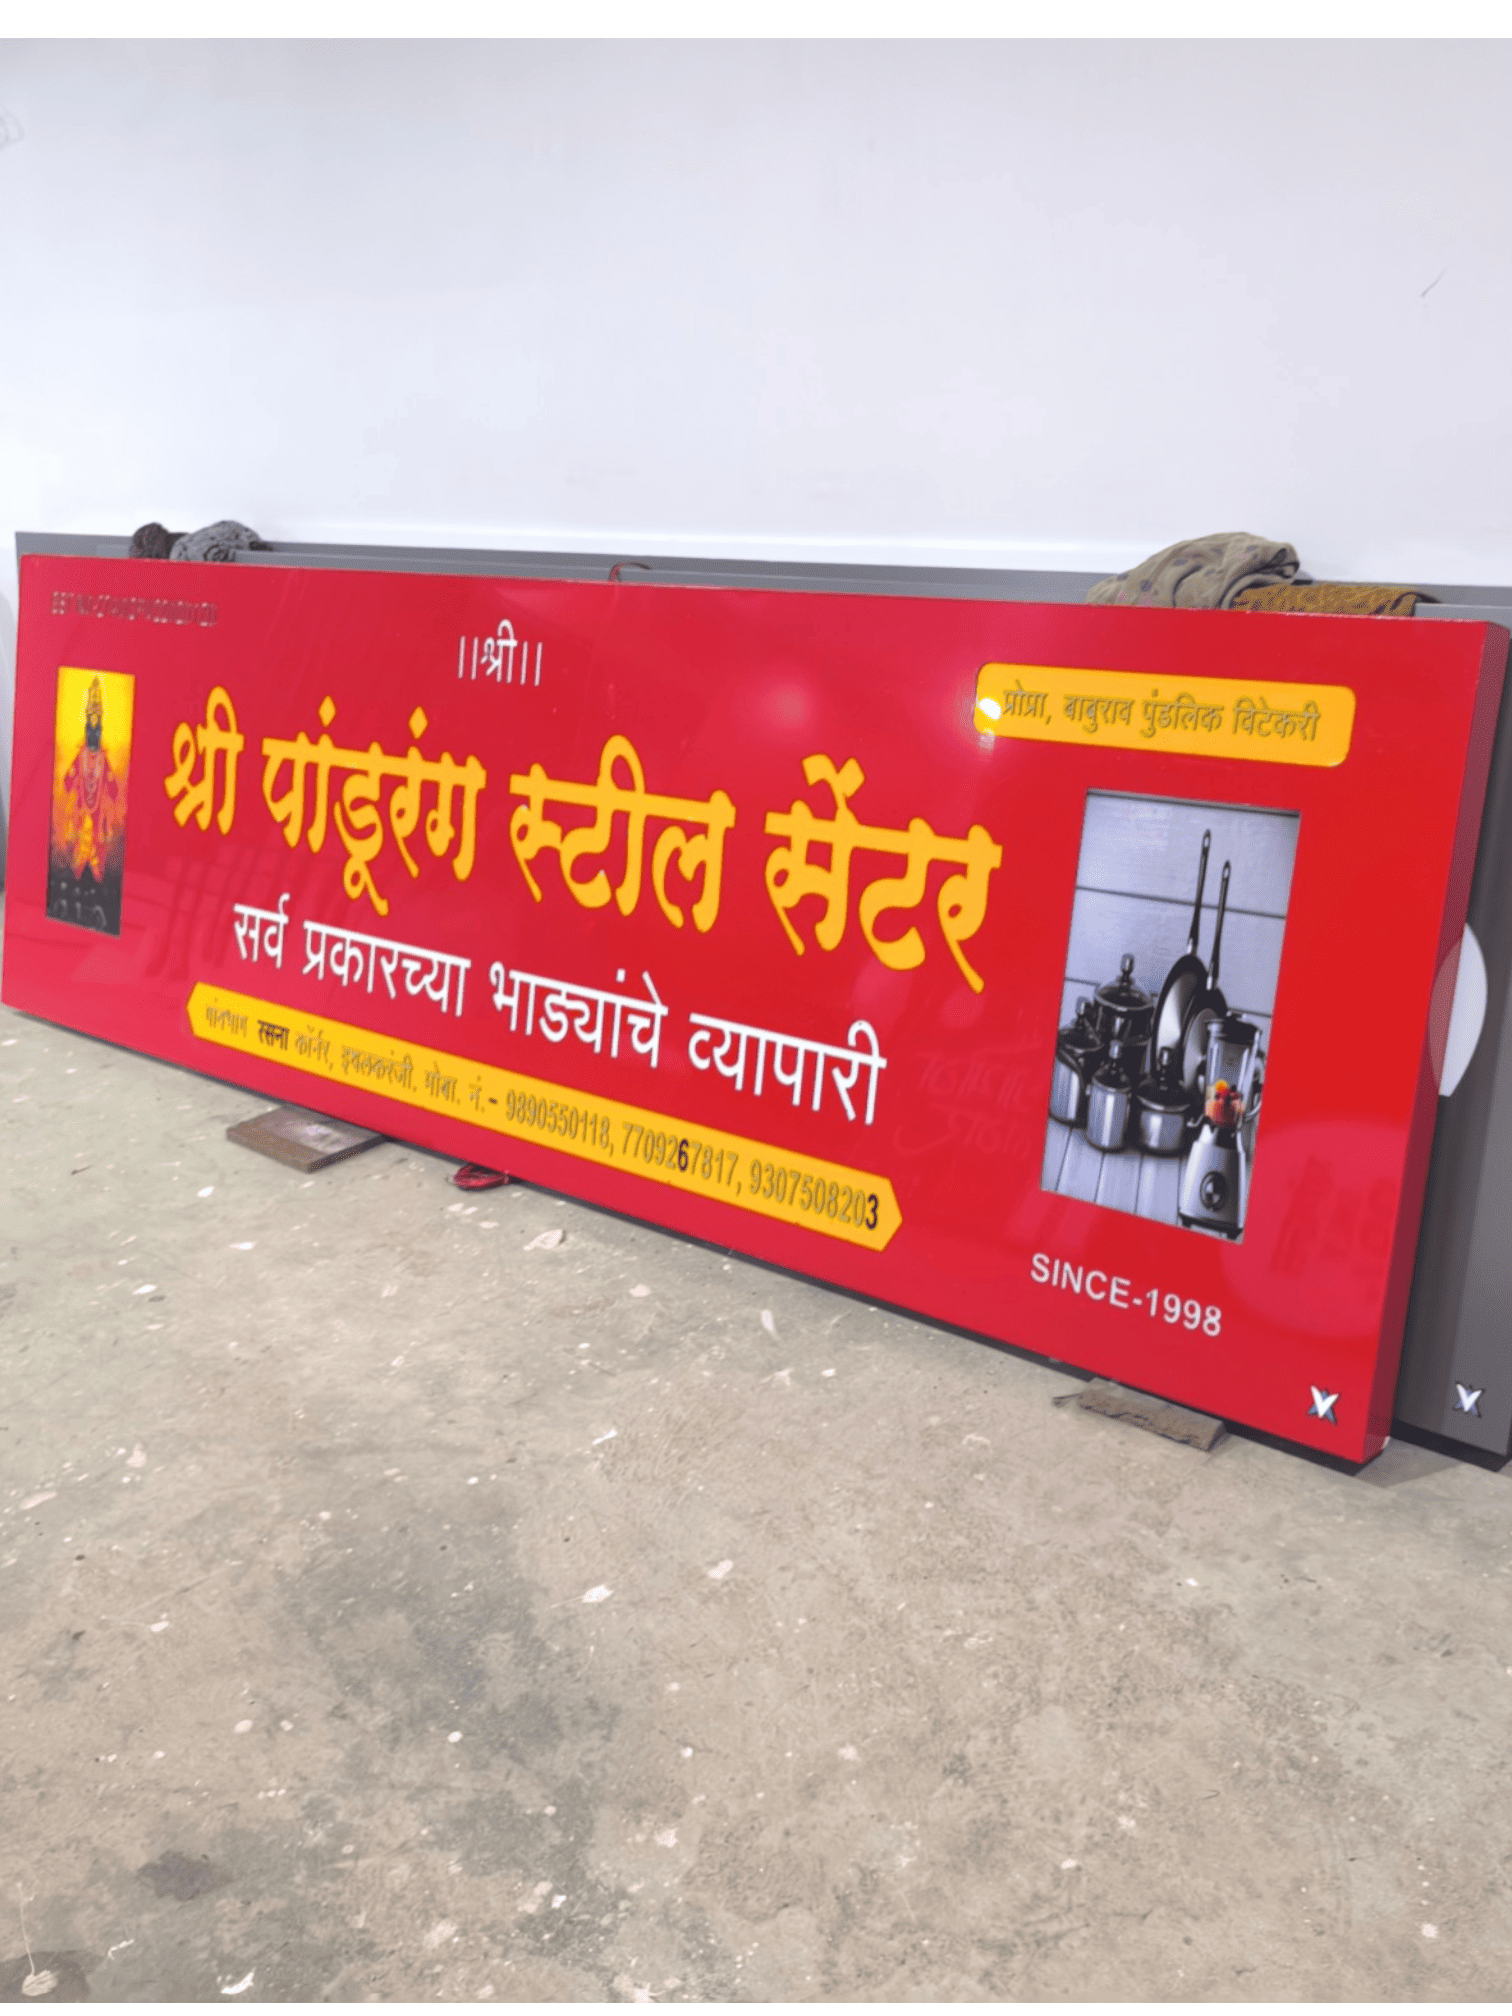 ||श्री||
प्रोप्रा, बाबुराव पुंडलिक विटेकरी
श्री पांडूरंग स्टील सेंटर
सर्व प्रकारच्या भाड्यांचे व्यापारी
रसना कॉर्नर, इचलकरंजी. मोबा. नं.- 9890550118, 7709267817, 9307508203
SINCE-1998